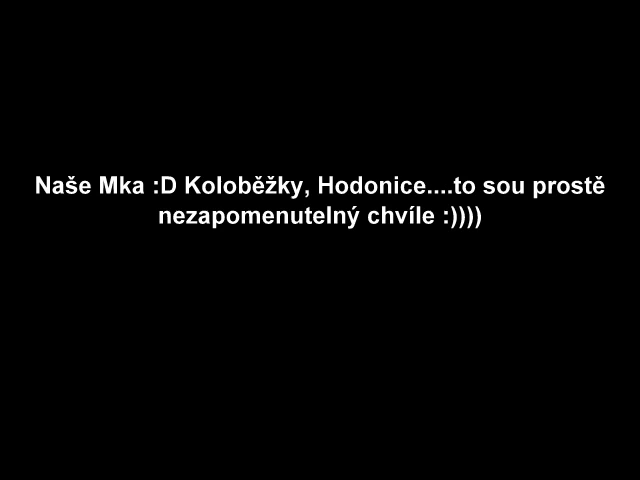 Naše Mka :D Koloběžky, Hodonice....to sou prostě
nezapomenutelný chvíle :))))